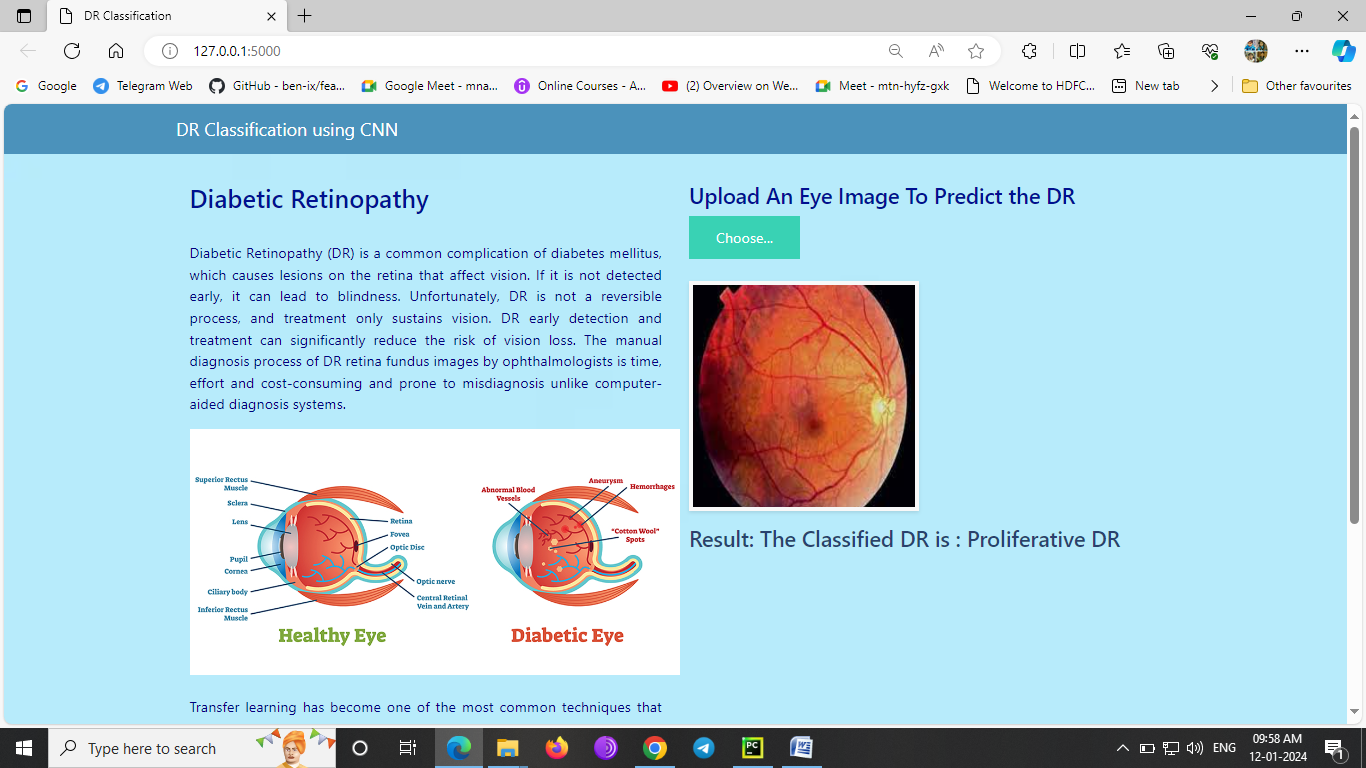 DR Classification
127.0.0.1:5000
Google
Telegram Web
GitHub - ben-ix/fea...
Google Meet - mna...
Online Courses - A...
(2) Overview on We...
Meet - mtn-hyfz-gxk
Welcome to HDFC...
New tab
Other favourites
DR Classification using CNN
Diabetic Retinopathy
Diabetic Retinopathy (DR) is a common complication of diabetes mellitus,
which causes lesions on the retina that affect vision. If it is not detected
early, it can lead to blindness. Unfortunately, DR is not a reversible
process, and treatment only sustains vision. DR early detection and
treatment can significantly reduce the risk of vision loss. The manual
diagnosis process of DR retina fundus images by ophthalmologists is time,
effort and cost-consuming and prone to misdiagnosis unlike computer-
aided diagnosis systems.
Superior Rectus
Muscle
Sclera
Lens
Pupil
Cornea
Ciliary body
Inferior Rectus
Muscle
Retina
Fovea
Optic Disc
Optic nerve
Central Retinal
Vein and Artery
Healthy Eye
Abnormal Blood
Vessels
Aneurysm
Hemorrhages
"Cotton Wool"
Spots
Diabetic Eye
Transfer learning has become one of the most common techniques that
Upload An Eye Image To Predict the DR
Choose...
Result: The Classified DR is : Proliferative DR
Type here to search
PC
W
ENG
09:58 AM
12-01-2024
1